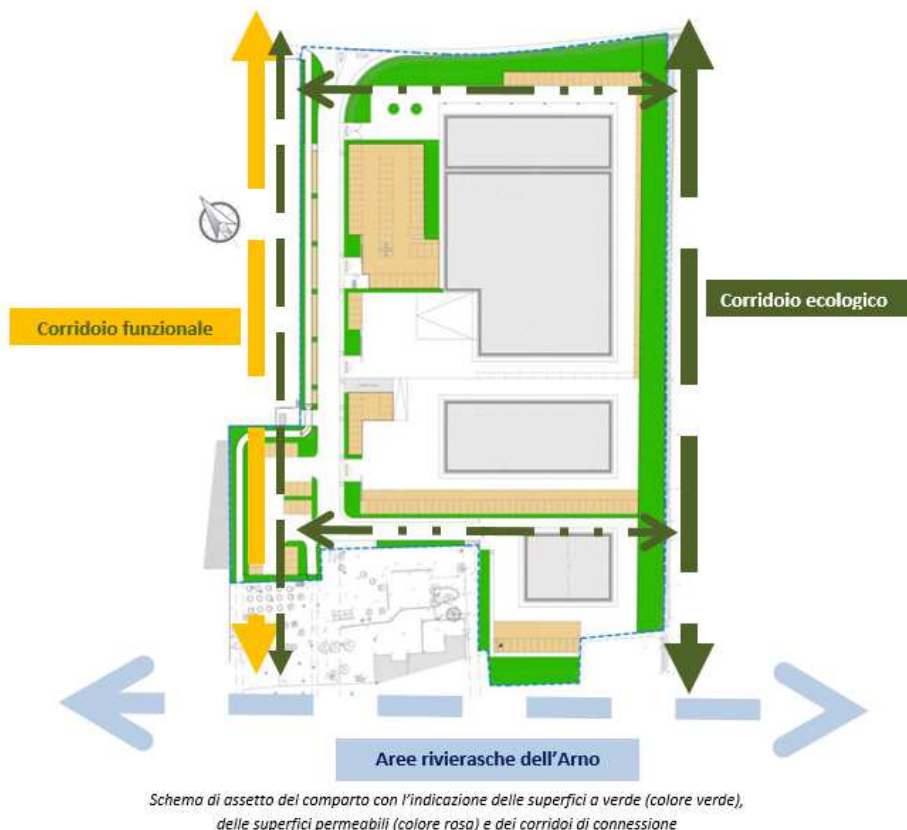 Corridoio funzionale
Corridoio ecologico
Aree rivierasche dell'Arno
Schema di assetto del comparto con l'indicazione delle superfici a verde (colore verde),
delle superfici permeabili (colore rosa) e dei corridoi di connessione